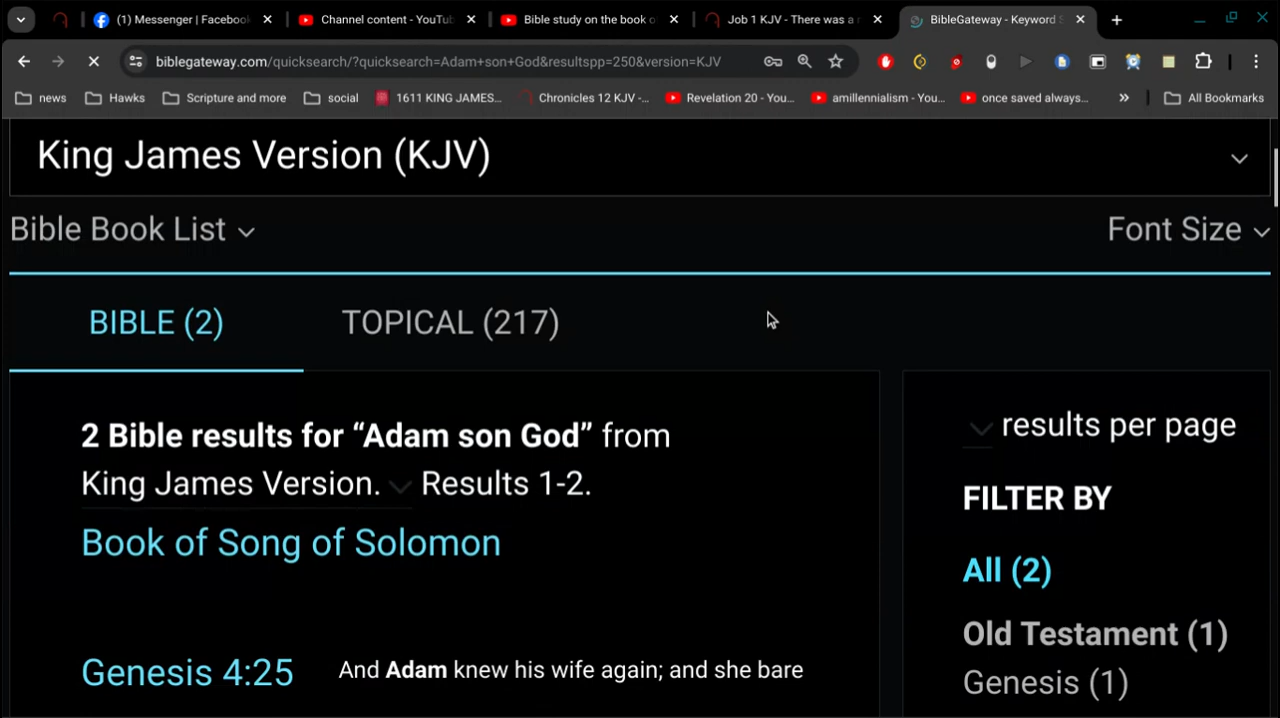 (1) Messenger | Facebook
Channel content - YouTu
Bible study on the book o
Job 1 KJV - There was a
BibleGateway - Keyword S
biblegateway.com/quicksearch/?quicksearch=Adam+son+God&resultspp=250&version=KJV
news
Hawks
Scripture and more
social
1611 KING JAMES...
Chronicles 12 KJV -...
Revelation 20 - You...
amillennialism - You...
once saved always...
All Bookmarks
King James Version (KJV)
Bible Book List
Font Size
BIBLE (2)
TOPICAL (217)
2 Bible results for “Adam son God” from
King James Version. Results 1-2.
Book of Song of Solomon
results per page
FILTER BY
All (2)
Old Testament (1)
Genesis (1)
Genesis 4:25
And Adam knew his wife again; and she bare